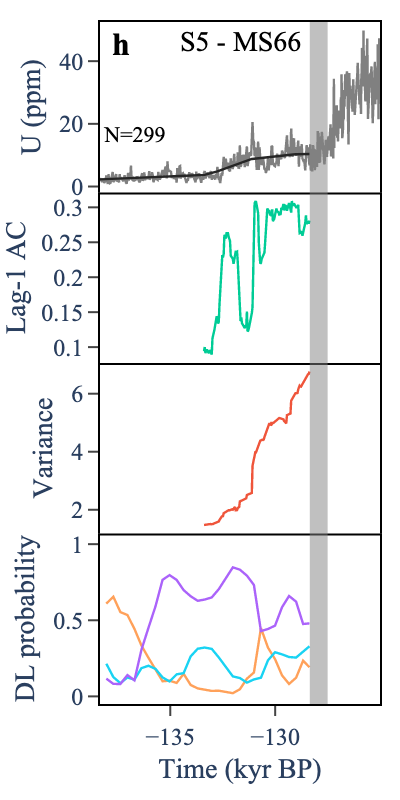 h S5 - MS66
U (ppm)
40
20
0
N=299
Lag-1 AC
0.3
0.25
0.2
0.15
0.1
Variance
6
4
2
DL probability
1
0.5
0
−135 −130
Time (kyr BP)